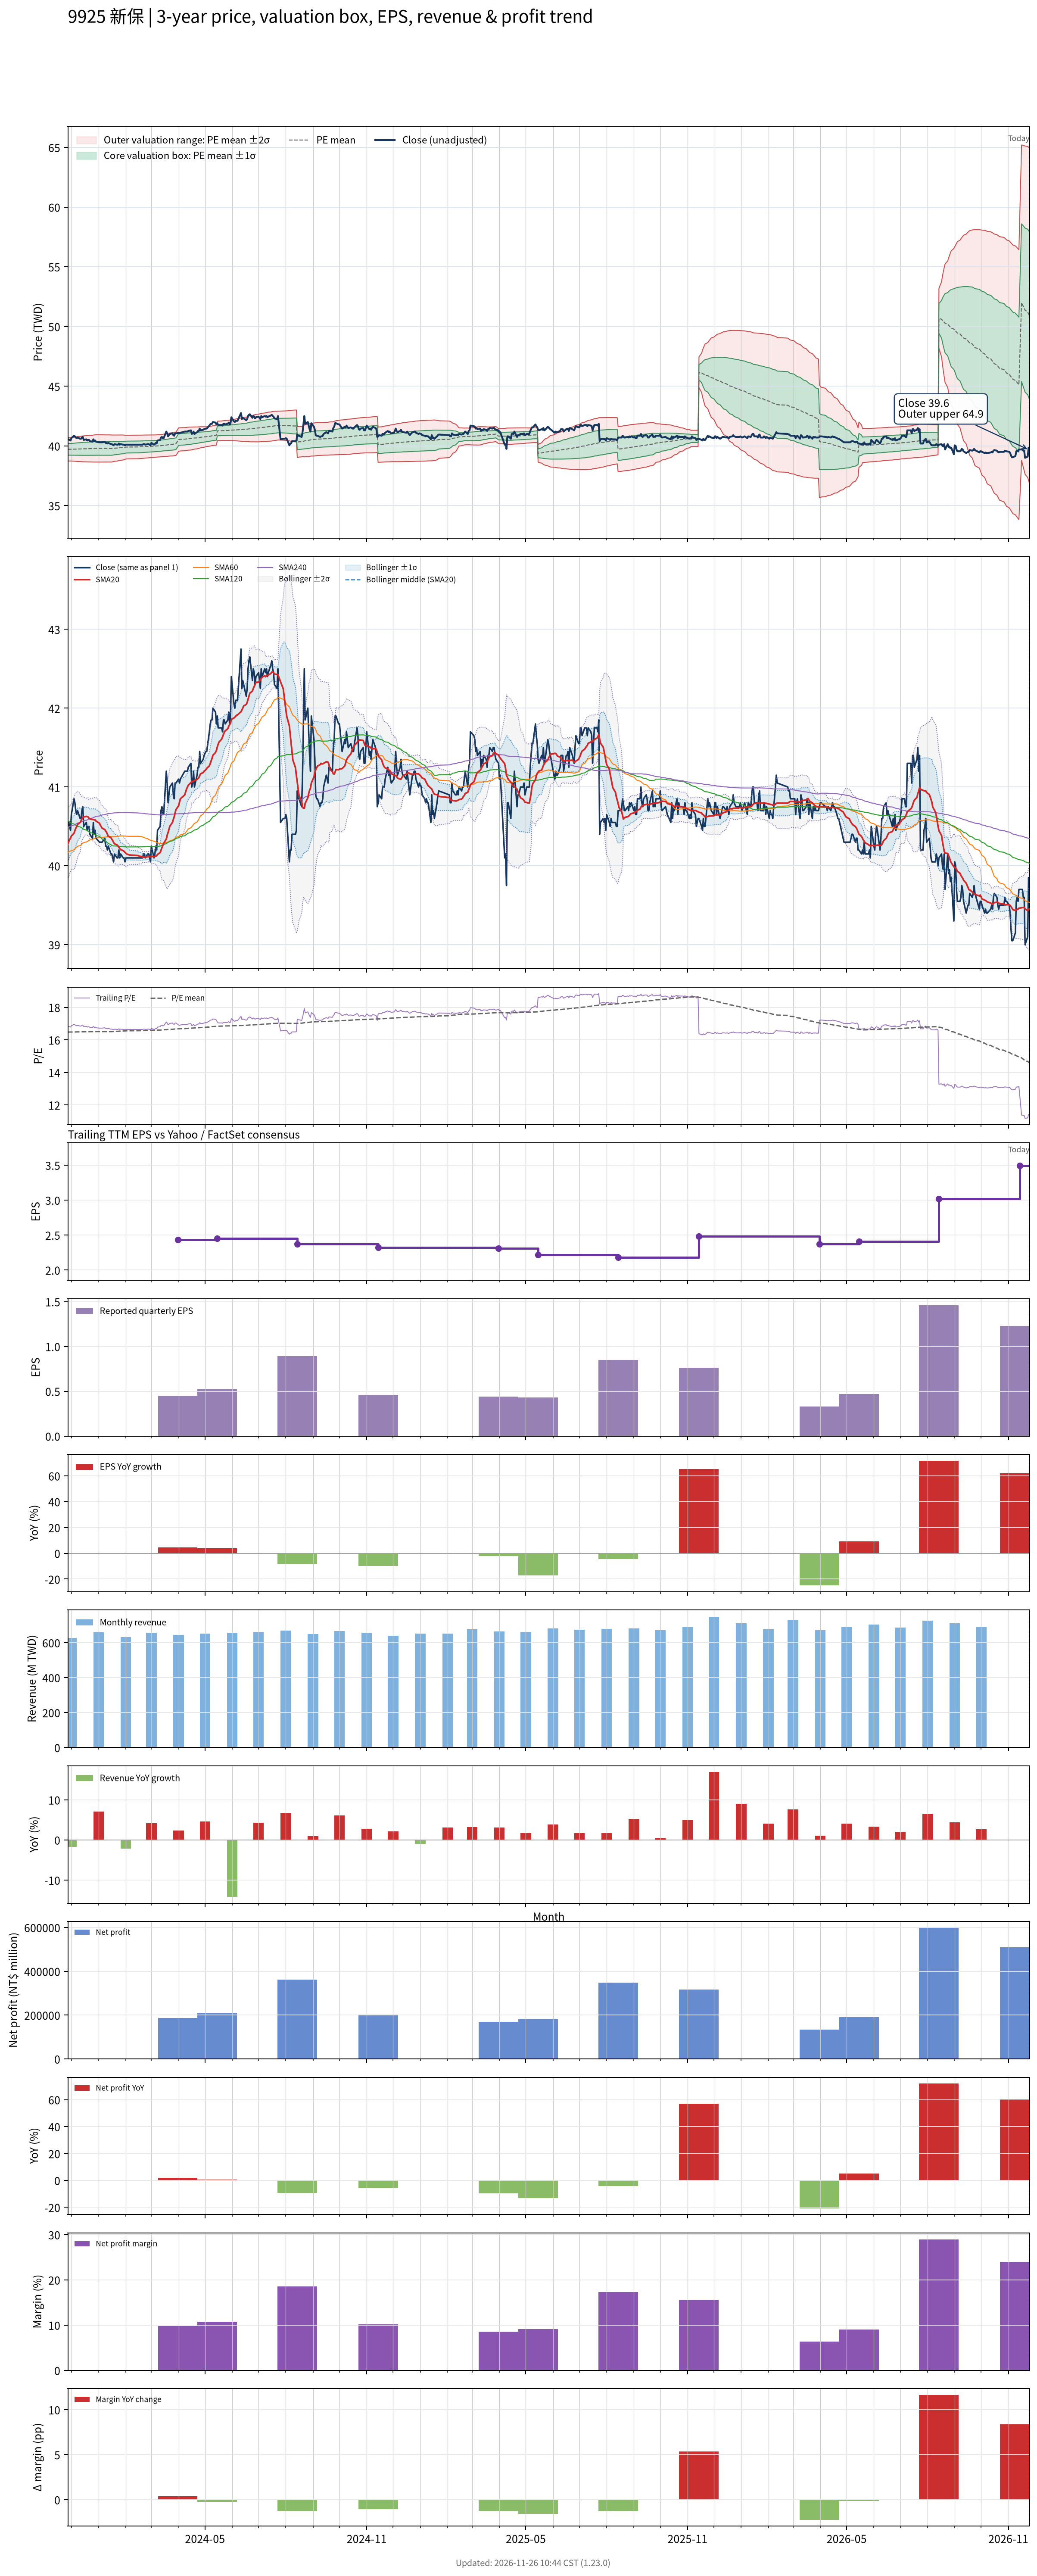 9925 新保 | 3-year price, valuation box, EPS, revenue & profit trend
Outer valuation range: PE mean ±2σ
PE mean
Close (unadjusted)
Core valuation box: PE mean ±1σ
Today
65
60
55
50
45
40
35
Price (TWD)
Close 39.6
Outer upper 64.9
Close (same as panel 1)
SMA60
SMA240
Bollinger ±1σ
SMA20
SMA120
Bollinger ±2σ
Bollinger middle (SMA20)
43
42
41
40
39
Price
Trailing P/E
P/E mean
18
16
14
12
P/E
Trailing TTM EPS vs Yahoo / FactSet consensus
Today
3.5
3.0
2.5
2.0
EPS
Reported quarterly EPS
1.5
1.0
0.5
0.0
EPS
EPS YoY growth
60
40
20
0
-20
YoY (%)
Monthly revenue
600
400
200
0
Revenue (M TWD)
Revenue YoY growth
10
0
-10
YoY (%)
Month
Net profit
600000
400000
200000
0
Net profit (NT$ million)
Net profit YoY
60
40
20
0
-20
YoY (%)
Net profit margin
30
20
10
0
Margin (%)
Margin YoY change
10
5
0
Δ margin (pp)
2024-05
2024-11
2025-05
2025-11
2026-05
2026-11
Updated: 2026-11-26 10:44 CST (1.23.0)